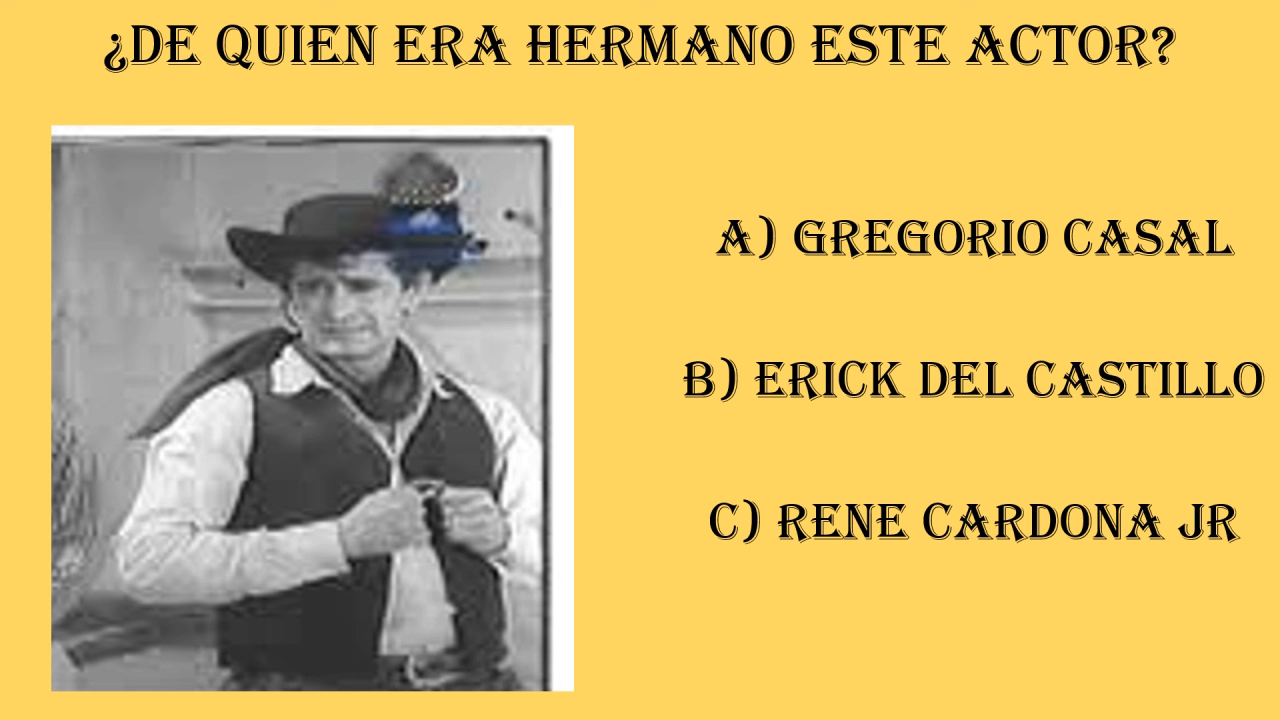 ¿DE QUIEN ERA HERMANO ESTE ACTOR?
A) GREGORIO CASAL
B) ERICK DEL CASTILLO
C) RENE CARDONA JR